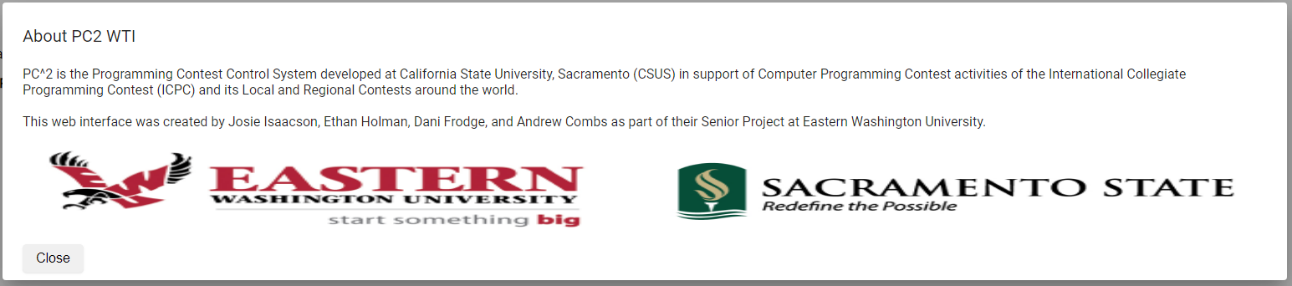 About PC2 WTI
PC^2 is the Programming Contest Control System developed at California State University, Sacramento (CSUS) in support of Computer Programming Contest activities of the International Collegiate
Programming Contest (ICPC) and its Local and Regional Contests around the world.
This web interface was created by Josie Isaacson, Ethan Holman, Dani Frodge, and Andrew Combs as part of their Senior Project at Eastern Washington University.
EW
EASTERN
WASHINGTON UNIVERSITY
start something big
SACRAMENTO STATE
Redefine the Possible
Close